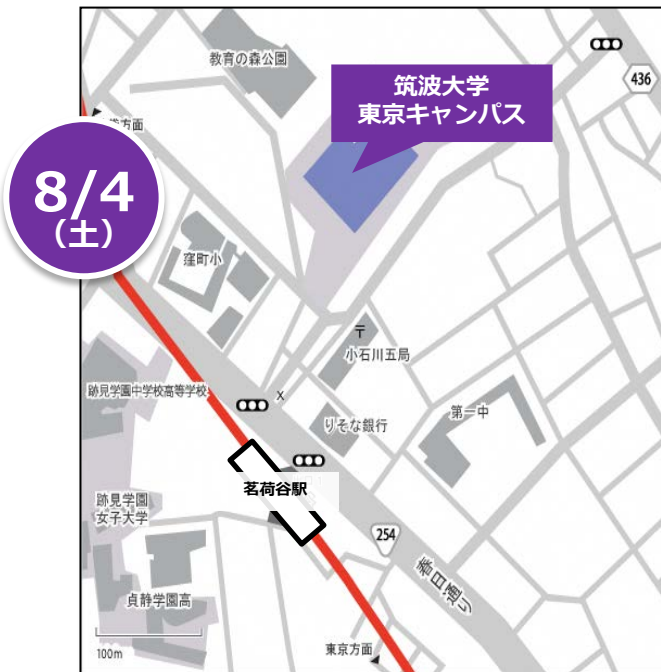 教育の森公園
436
筑波大学
東京キャンパス
方面
8/4
（土）
窪町小
〒
小石川五局
跡見学園中学校高等学校
X
りそな銀行
第一中
茗荷谷駅
跡見学園
女子大学
254
春日通り
貞静学園高
100m
東京方面